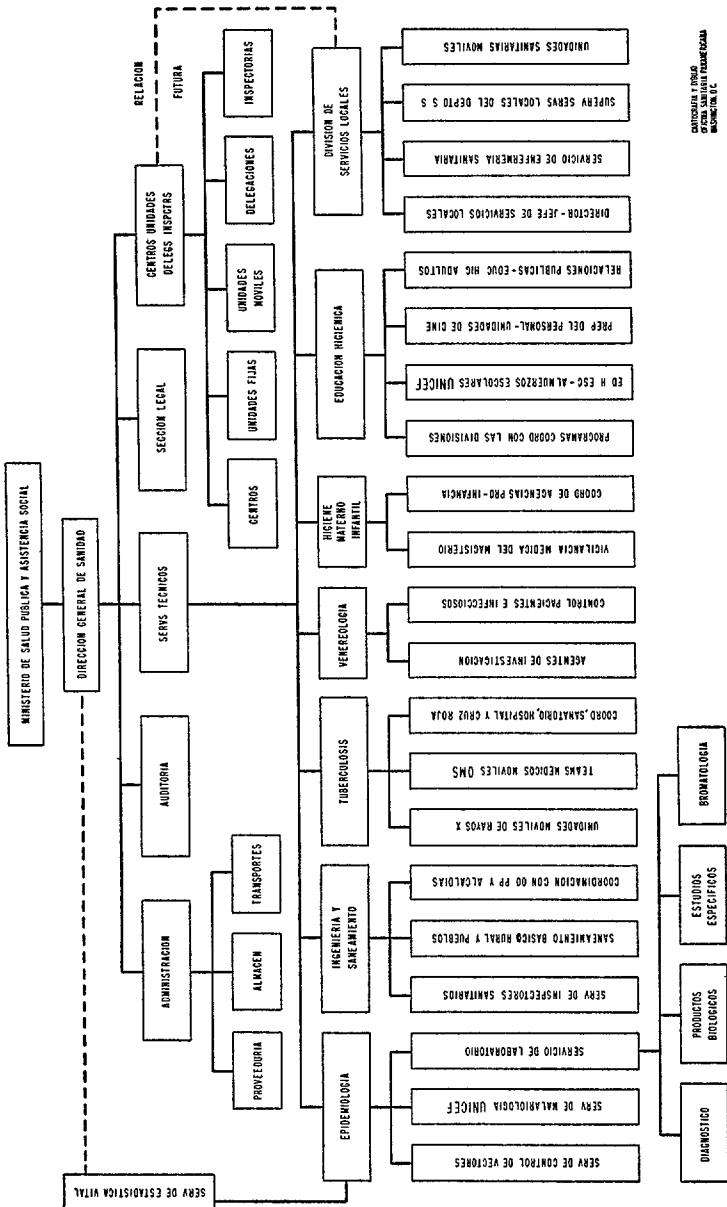 MINISTERIO DE SALUD PUBLICA Y ASISTENCIA SOCIAL
DIRECCION GENERAL DE SANIDAD
SERV DE ESTADISTICA VITAL
ADMINISTRACION
AUDITORIA
SERVS TECNICOS
SECCION LEGAL
CENTROS UNIDADES
DELEGS INSPCTRS
RELACION
FUTURA
PROVEEDURIA
ALMACEN
TRANSPORTES
CENTROS
UNIDADES FIJAS
UNIDADES
MOVILES
DELEGACIONES
INSPECTORIAS
EPIDEMIOLOGIA
INGENIERIA Y
SANEAMIENTO
TUBERCULOSIS
VENEREOLOGIA
HIGIENE
MATERNO
INFANTIL
EDUCACION HIGIENICA
DIVISION DE
SERVICIOS LOCALES
SERV DE CONTROL DE VECTORES
SERV DE MALARIOLOGIA UNICEF
SERVICIO DE LABORATORIO
SERV DE INSPECTORES SANITARIOS
SANEAMIENTO BASICO RURAL Y PUEBLOS
COORDINACION CON OO PP Y ALCALDIAS
UNIDADES MOVILES DE RAYOS X
TEAMS MEDICOS MOVILES OMS
COORD, SANATORIO, HOSPITAL Y CRUZ ROJA
AGENTES DE INVESTIGACION
CONTROL PACIENTES E INFECCIOSOS
VIGILANCIA MEDICA DEL MAGISTERIO
COORD DE AGENCIAS PRO-INFANCIA
PROGRAMAS COORD CON LAS DIVISIONES
ED H ESC-ALMUERZOS ESCOLARES UNICEF
PREP DEL PERSONAL-UNIDADES DE CINE
RELACIONES PUBLICAS-EDUC HIG ADULTOS
DIRECTOR-JEFE DE SERVICIOS LOCALES
SERVICIO DE ENFERMERIA SANITARIA
SUPERV SERVS LOCALES DEL DEPTO S S
UNIDADES SANITARIAS MOVILES
DIAGNOSTICO
PRODUCTOS
BIOLOGICOS
ESTUDIOS
ESPECIFICOS
BROMATOLOGIA
CARTOGRAFIA Y DIBUJO
OFICINA SANITARIA PANAMERICANA
WASHINGTON, D.C.